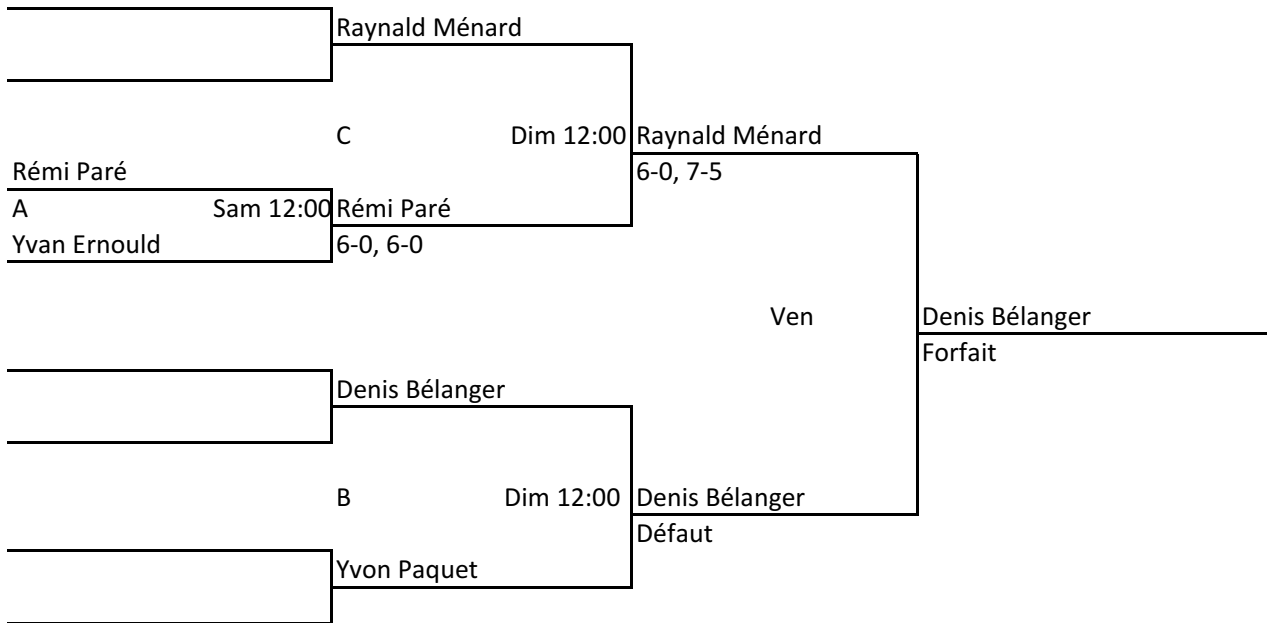 Raynald Ménard
C Dim 12:00 Raynald Ménard
Rémi Paré 6-0, 7-5
A Sam 12:00 Rémi Paré
Yvan Ernould 6-0, 6-0
Ven Denis Bélanger
Forfait
Denis Bélanger
B Dim 12:00 Denis Bélanger
Défaut
Yvon Paquet